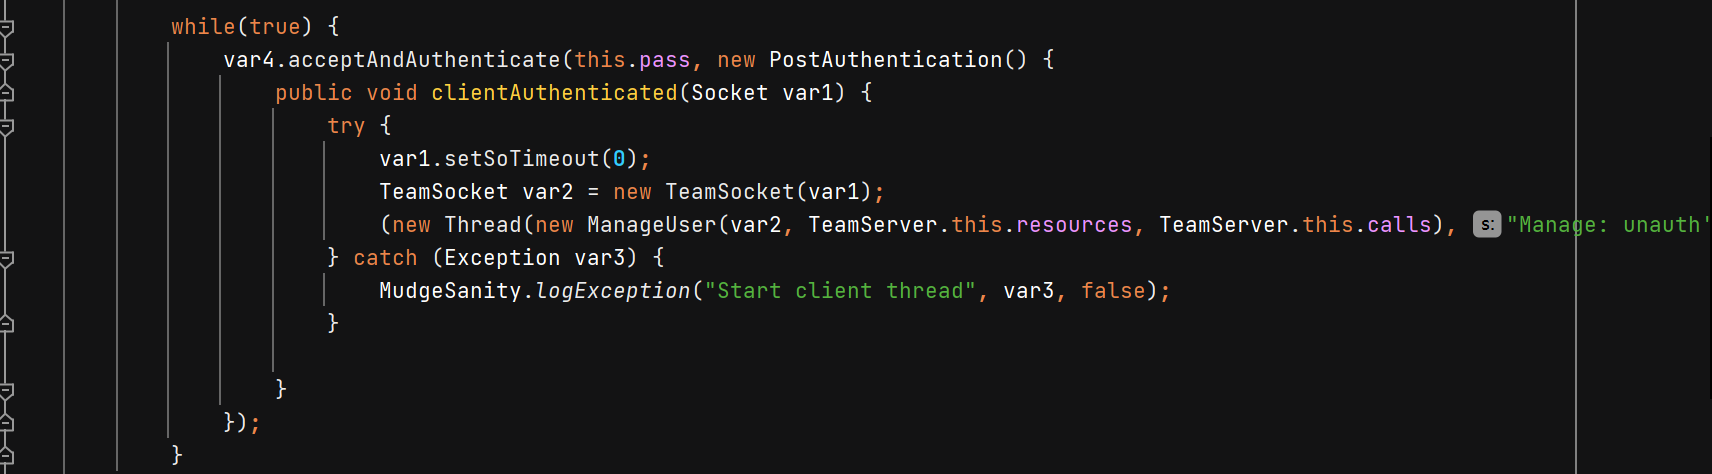 while(true) {
var4.acceptAndAuthenticate(this.pass, new PostAuthentication() {
public void clientAuthenticated(Socket var1) {
try {
var1.setSoTimeout(0);
TeamSocket var2 = new TeamSocket(var1);
(new Thread(new ManageUser(var2, TeamServer.this.resources, TeamServer.this.calls), s: "Manage: unauth'
} catch (Exception var3) {
MudgeSanity.logException("Start client thread", var3, false);
}
}
});
}